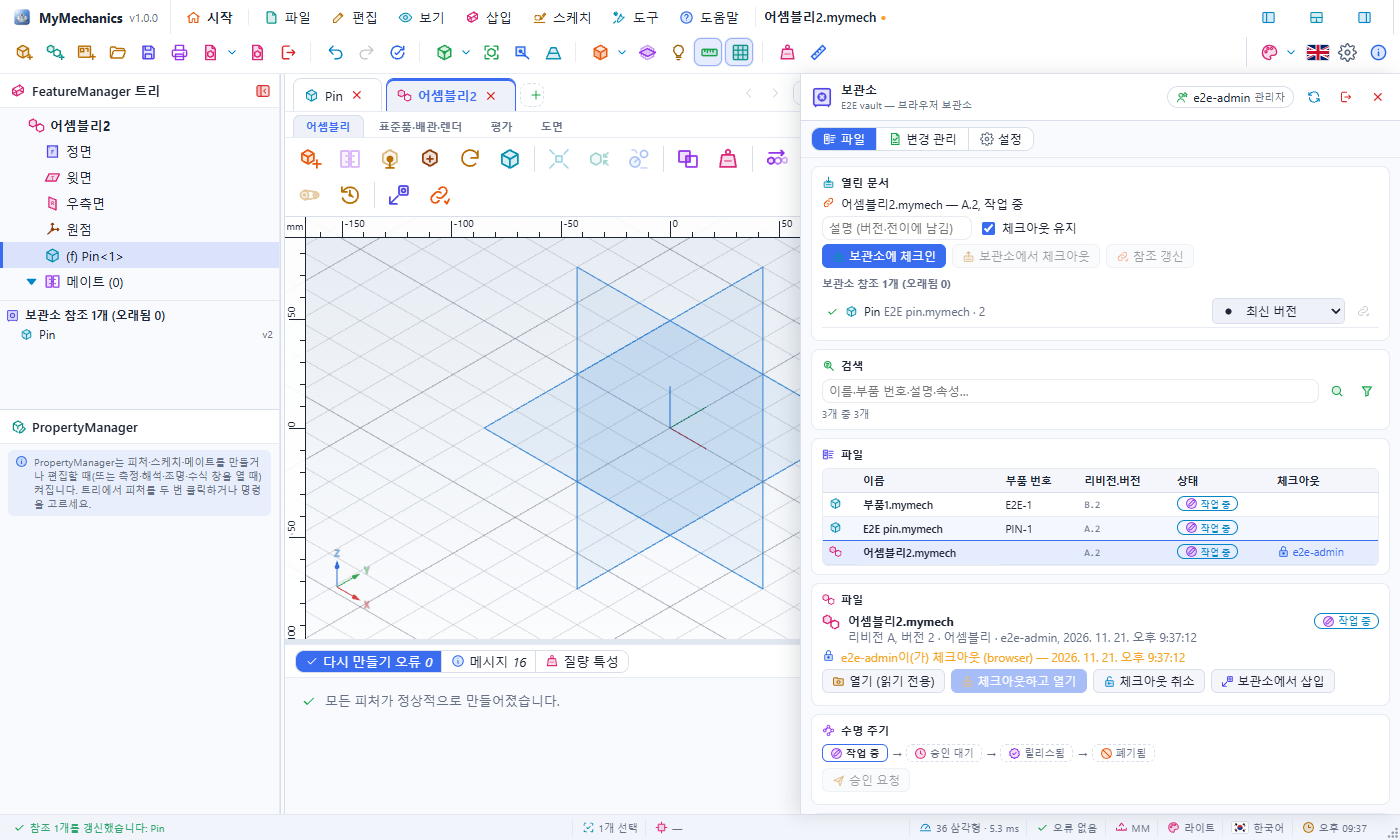 MyMechanics v1.0.0 시작 파일 편집 보기 삽입 스케치 도구 도움말 어셈블리2.mymech
FeatureManager 트리
어셈블리2
정면
윗면
우측면
원점
(f) Pin<1>
메이트 (0)
보관소 참조 1개 (오래됨 0)
Pin v2
PropertyManager
PropertyManager는 피처·스케치·메이트를 만들거
나 편집할 때(또는 측정·해석·조명·수식 창을 열 때)
켜집니다. 트리에서 피처를 두 번 클릭하거나 명령
을 고르세요.
Pin 어셈블리2
어셈블리 표준품·배관·렌더 평가 도면
mm -150 -100 -50 0 50
50
0
-50
Z
Y
X
다시 만들기 오류 0 메시지 16 질량 특성
모든 피처가 정상적으로 만들어졌습니다.
보관소
E2E vault — 브라우저 보관소
e2e-admin 관리자
파일 변경 관리 설정
열린 문서
어셈블리2.mymech — A.2, 작업 중
설명 (버전·전이에 남김) 체크아웃 유지
보관소에 체크인 보관소에서 체크아웃 참조 갱신
보관소 참조 1개 (오래됨 0)
Pin E2E pin.mymech · 2 최신 버전
검색
이름·부품 번호·설명·속성...
3개 중 3개
파일
이름 부품 번호 리비전.버전 상태 체크아웃
부품1.mymech E2E-1 B.2 작업 중
E2E pin.mymech PIN-1 A.2 작업 중
어셈블리2.mymech A.2 작업 중 e2e-admin
파일
어셈블리2.mymech 작업 중
리비전 A, 버전 2 · 어셈블리 · e2e-admin, 2026. 11. 21. 오후 9:37:12
e2e-admin이(가) 체크아웃 (browser) — 2026. 11. 21. 오후 9:37:12
열기 (읽기 전용) 체크아웃하고 열기 체크아웃 취소 보관소에서 삽입
수명 주기
작업 중 → 승인 대기 → 릴리스됨 → 폐기됨
승인 요청
참조 1개를 갱신했습니다: Pin 1개 선택 — 36 삼각형 · 5.3 ms 오류 없음 MM 라이트 한국어 오후 09:37